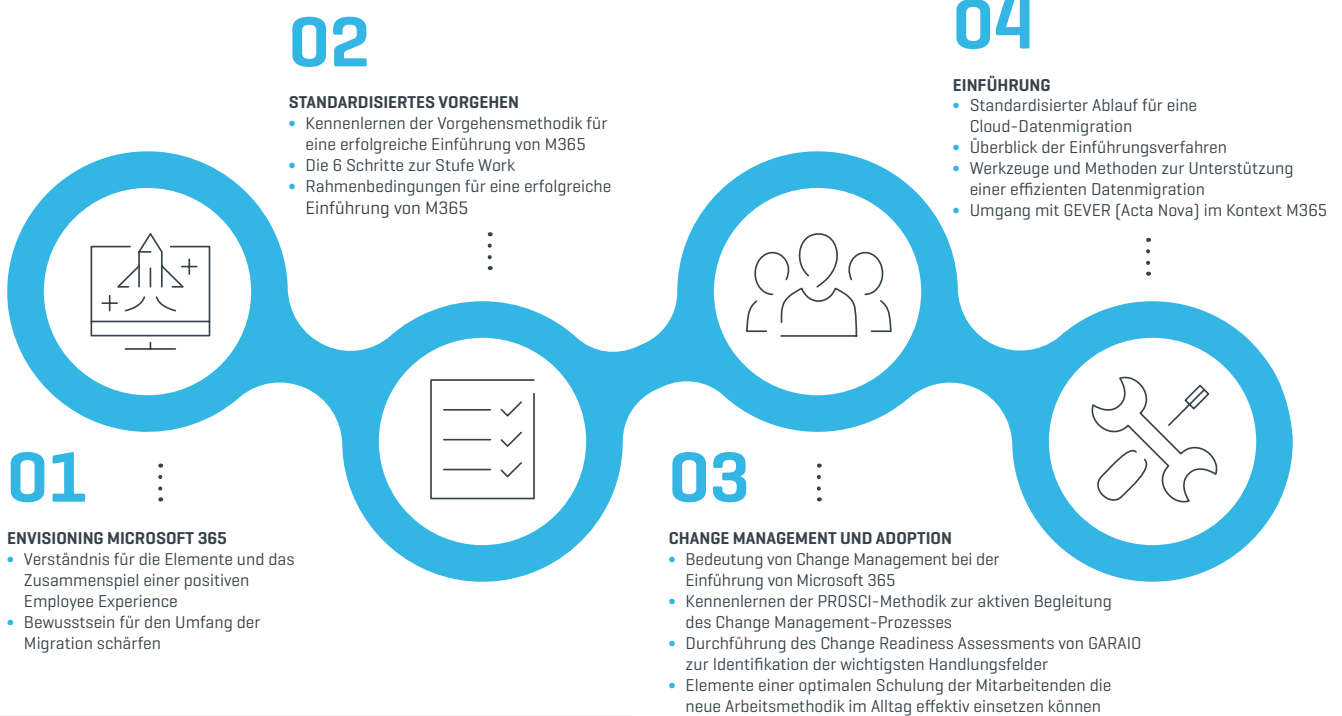 01
ENVISIONING MICROSOFT 365
• Verständnis für die Elemente und das
Zusammenspiel einer positiven
Employee Experience
• Bewusstsein für den Umfang der
Migration schärfen
02
STANDARDISIERTES VORGEHEN
• Kennenlernen der Vorgehensmethodik für
eine erfolgreiche Einführung von M365
• Die 6 Schritte zur Stufe Work
• Rahmenbedingungen für eine erfolgreiche
Einführung von M365
03
CHANGE MANAGEMENT UND ADOPTION
• Bedeutung von Change Management bei der
Einführung von Microsoft 365
• Kennenlernen der PROSCI-Methodik zur aktiven Begleitung
des Change Management-Prozesses
• Durchführung des Change Readiness Assessments von GARAIO
zur Identifikation der wichtigsten Handlungsfelder
• Elemente einer optimalen Schulung der Mitarbeitenden die
neue Arbeitsmethodik im Alltag effektiv einsetzen können
04
EINFÜHRUNG
• Standardisierter Ablauf für eine
Cloud-Datenmigration
• Überblick der Einführungsverfahren
• Werkzeuge und Methoden zur Unterstützung
einer effizienten Datenmigration
• Umgang mit GEVER (Acta Nova) im Kontext M365